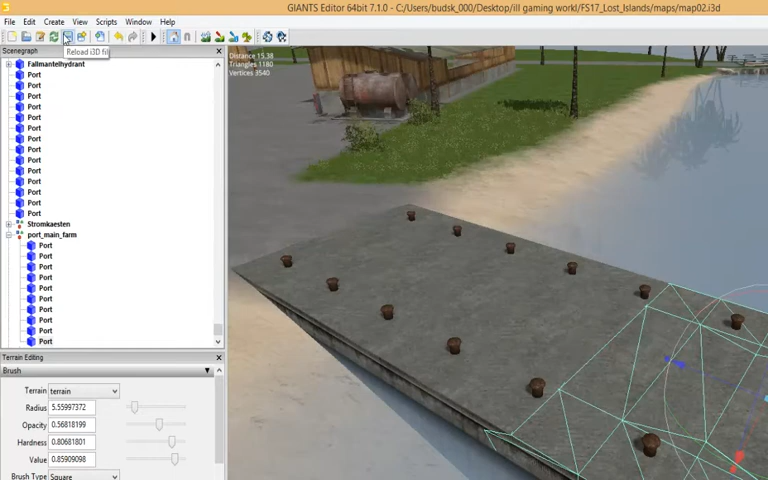 GIANTS Editor 64bit 7.1.0 - C:/Users/budsk_000/Desktop/ill gaming workl/FS17_Lost_Islands/maps/map02.i3d
File Edit Create View Scripts Window Help
Reload i3D fil
Scenegraph
Distance 15.38
Triangles 1180
Vertices 3540
Fallmantelhydrant
Port
Port
Port
Port
Port
Port
Port
Port
Port
Port
Port
Port
Port
Port
Stromkaesten
port_main_farm
Port
Port
Port
Port
Port
Port
Port
Port
Port
Port
Terrain Editing
Brush
Terrain terrain
Radius 5.55997372
Opacity 0.56818199
Hardness 0.80681801
Value 0.85909098
Brush Type Square